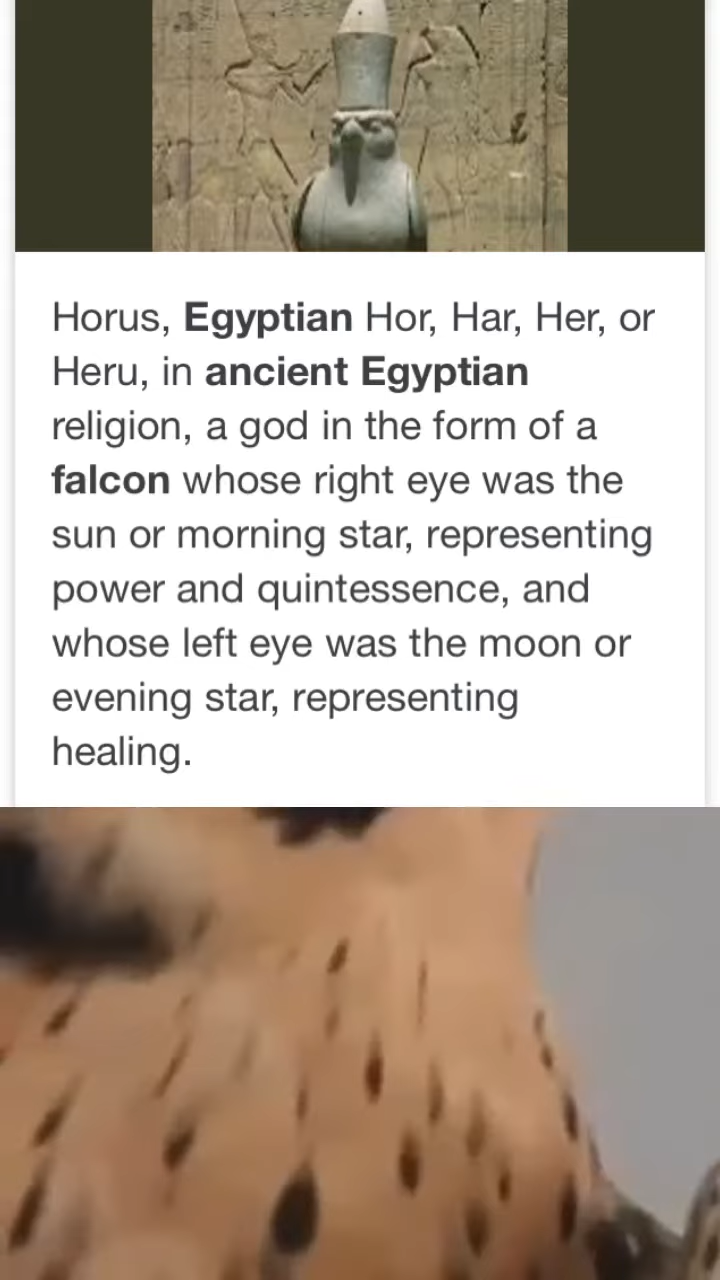 Horus, Egyptian Hor, Har, Her, or
Heru, in ancient Egyptian
religion, a god in the form of a
falcon whose right eye was the
sun or morning star, representing
power and quintessence, and
whose left eye was the moon or
evening star, representing
healing.